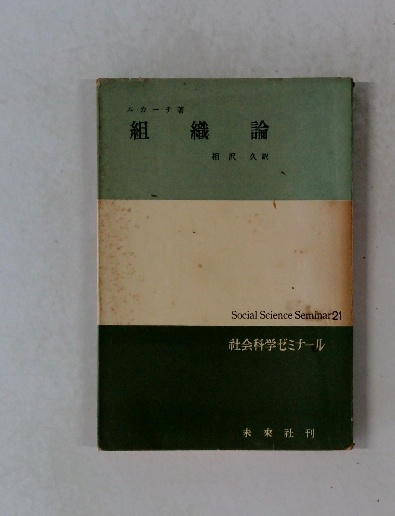 ルカーチ著
組織論
相沢久訳
Social Science Seminar 21
社会科学ゼミナール
未來社刊